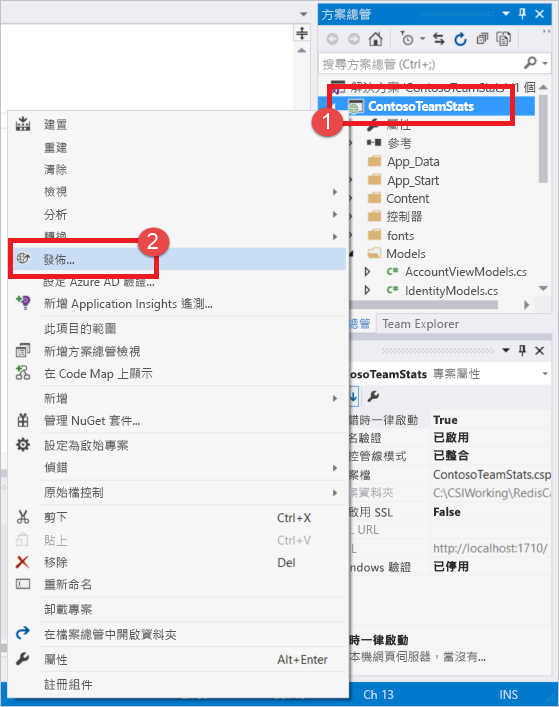 方案總管
搜尋方案總管 (Ctrl+;)
解決方案 'ContosoTeamStats' (1 個
1
ContosoTeamStats
屬性
參考
App_Data
App_Start
Content
控制器
fonts
Models
AccountViewModels.cs
IdentityModels.cs
總管
Team Explorer
建置
重建
清除
檢視
分析
轉換
2
發佈...
設定 Azure AD 驗證...
新增 Application Insights 遙測...
此項目的範圍
新增方案總管檢視
在 Code Map 上顯示
新增
管理 NuGet 套件...
設定為啟始專案
偵錯
原始檔控制
剪下 Ctrl+X
貼上 Ctrl+V
移除 Del
重新命名
卸載專案
在檔案總管中開啟資料夾
屬性 Alt+Enter
註冊組件
osoTeamStats 專案屬性
錯時一律啟動 True
名驗證 已啟用
控管線模式 已整合
案檔 ContosoTeamStats.csp
案資料夾 C:\CSIWorking\RedisCa
啟用 SSL False
URL
L http://localhost:1710/
ndows 驗證 已停用
時一律啟動
本機網頁伺服器，當沒有...
Ch 13
INS